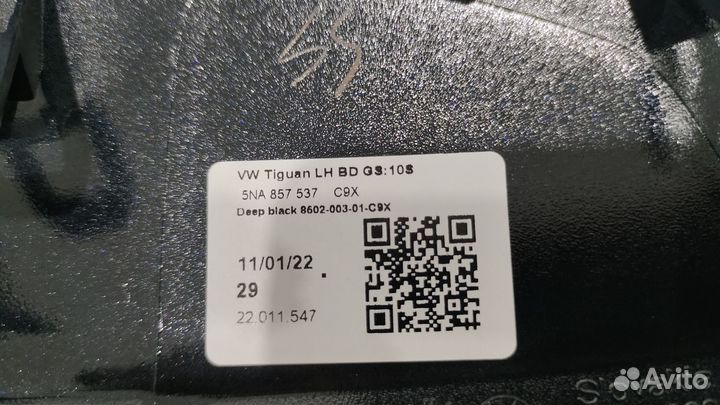 VW Tiguan LH BD GS:10S
5NA 857 537 C9X
Deep black 8602-003-01-C9X
11/01/22
29
22.011.547
Avito